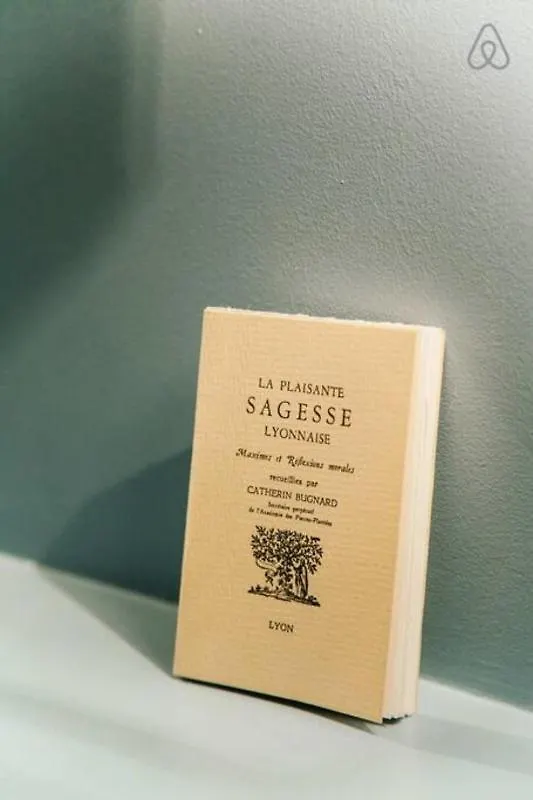 LA PLAISANTE
SAGESSE
LYONNAISE
Maximes et Réflexions morales
recueillies par
CATHERIN BUGNARD
Secrétaire perpétuel
de l'Académie des Pierres-Plantées
LYON